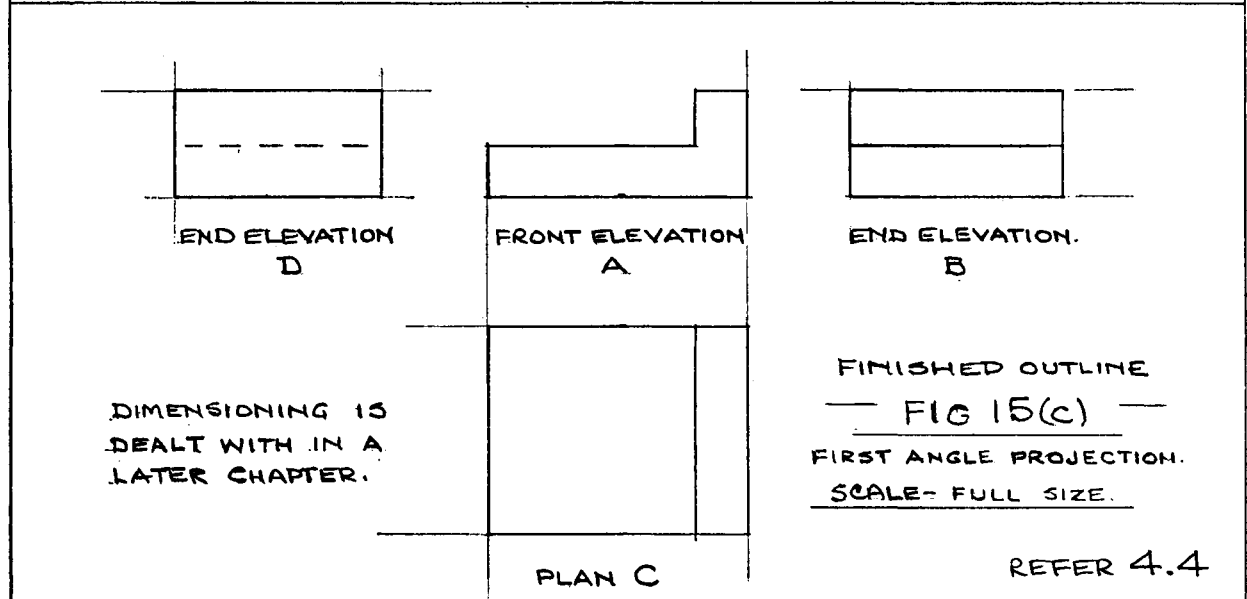 END ELEVATION
D
FRONT ELEVATION
A
END ELEVATION.
B
DIMENSIONING IS
DEALT WITH IN A
LATER CHAPTER.
FINISHED OUTLINE
— FIG 15(c) —
FIRST ANGLE PROJECTION.
SCALE- FULL SIZE.
PLAN C
REFER 4.4